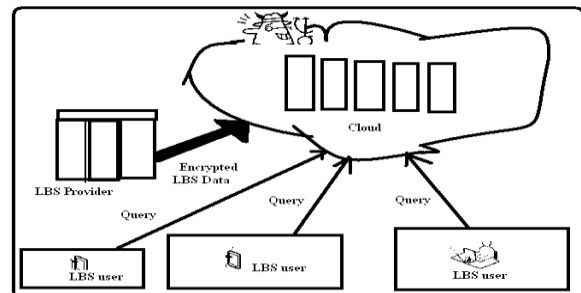 Cloud
Encrypted
LBS Data
LBS Provider
Query
Query
Query
LBS user
LBS user
LBS user